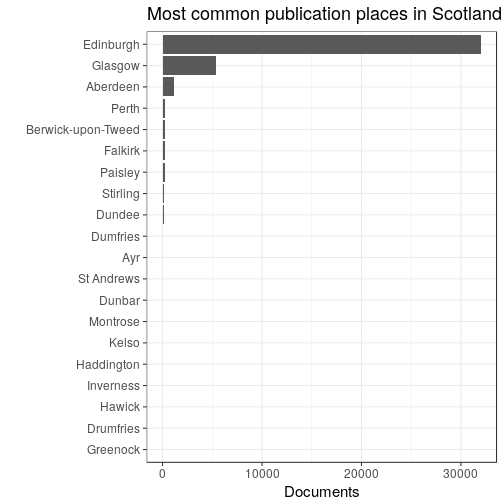 Most common publication places in Scotland
Edinburgh
Glasgow
Aberdeen
Perth
Berwick-upon-Tweed
Falkirk
Paisley
Stirling
Dundee
Dumfries
Ayr
St Andrews
Dunbar
Montrose
Kelso
Haddington
Inverness
Hawick
Drumfries
Greenock
0 10000 20000 30000
Documents